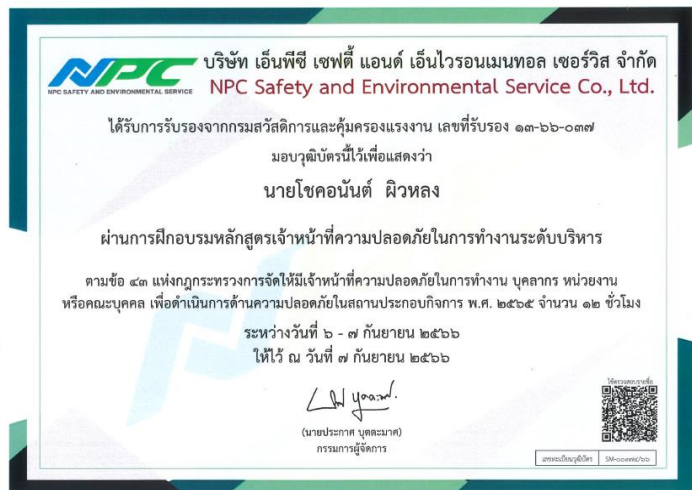 NPC
NPC SAFETY AND ENVIRONMENTAL SERVICE
บริษัท เอ็นพีซี เซฟตี้ แอนด์ เอ็นไวรอนเมนทอล เซอร์วิส จำกัด
NPC Safety and Environmental Service Co., Ltd.
ได้รับการรับรองจากกรมสวัสดิการและคุ้มครองแรงงาน เลขที่รับรอง ๑๓-๖๖-๐๓๗
มอบวุฒิบัตรนี้ไว้เพื่อแสดงว่า
นายโชคอนันต์ ผิวหลง
ผ่านการฝึกอบรมหลักสูตรเจ้าหน้าที่ความปลอดภัยในการทำงานระดับบริหาร
ตามข้อ ๔๓ แห่งกฎกระทรวงการจัดให้มีเจ้าหน้าที่ความปลอดภัยในการทำงาน บุคลากร หน่วยงาน
หรือคณะบุคคล เพื่อดำเนินการด้านความปลอดภัยในสถานประกอบกิจการ พ.ศ. ๒๕๖๕ จำนวน ๑๒ ชั่วโมง
ระหว่างวันที่ ๖ - ๗ กันยายน ๒๕๖๖
ให้ไว้ ณ วันที่ ๗ กันยายน ๒๕๖๖
(นายประกาศ บุตตะมาศ)
กรรมการผู้จัดการ
ใช้ตรวจสอบรายชื่อ
เลขทะเบียนวุฒิบัตร